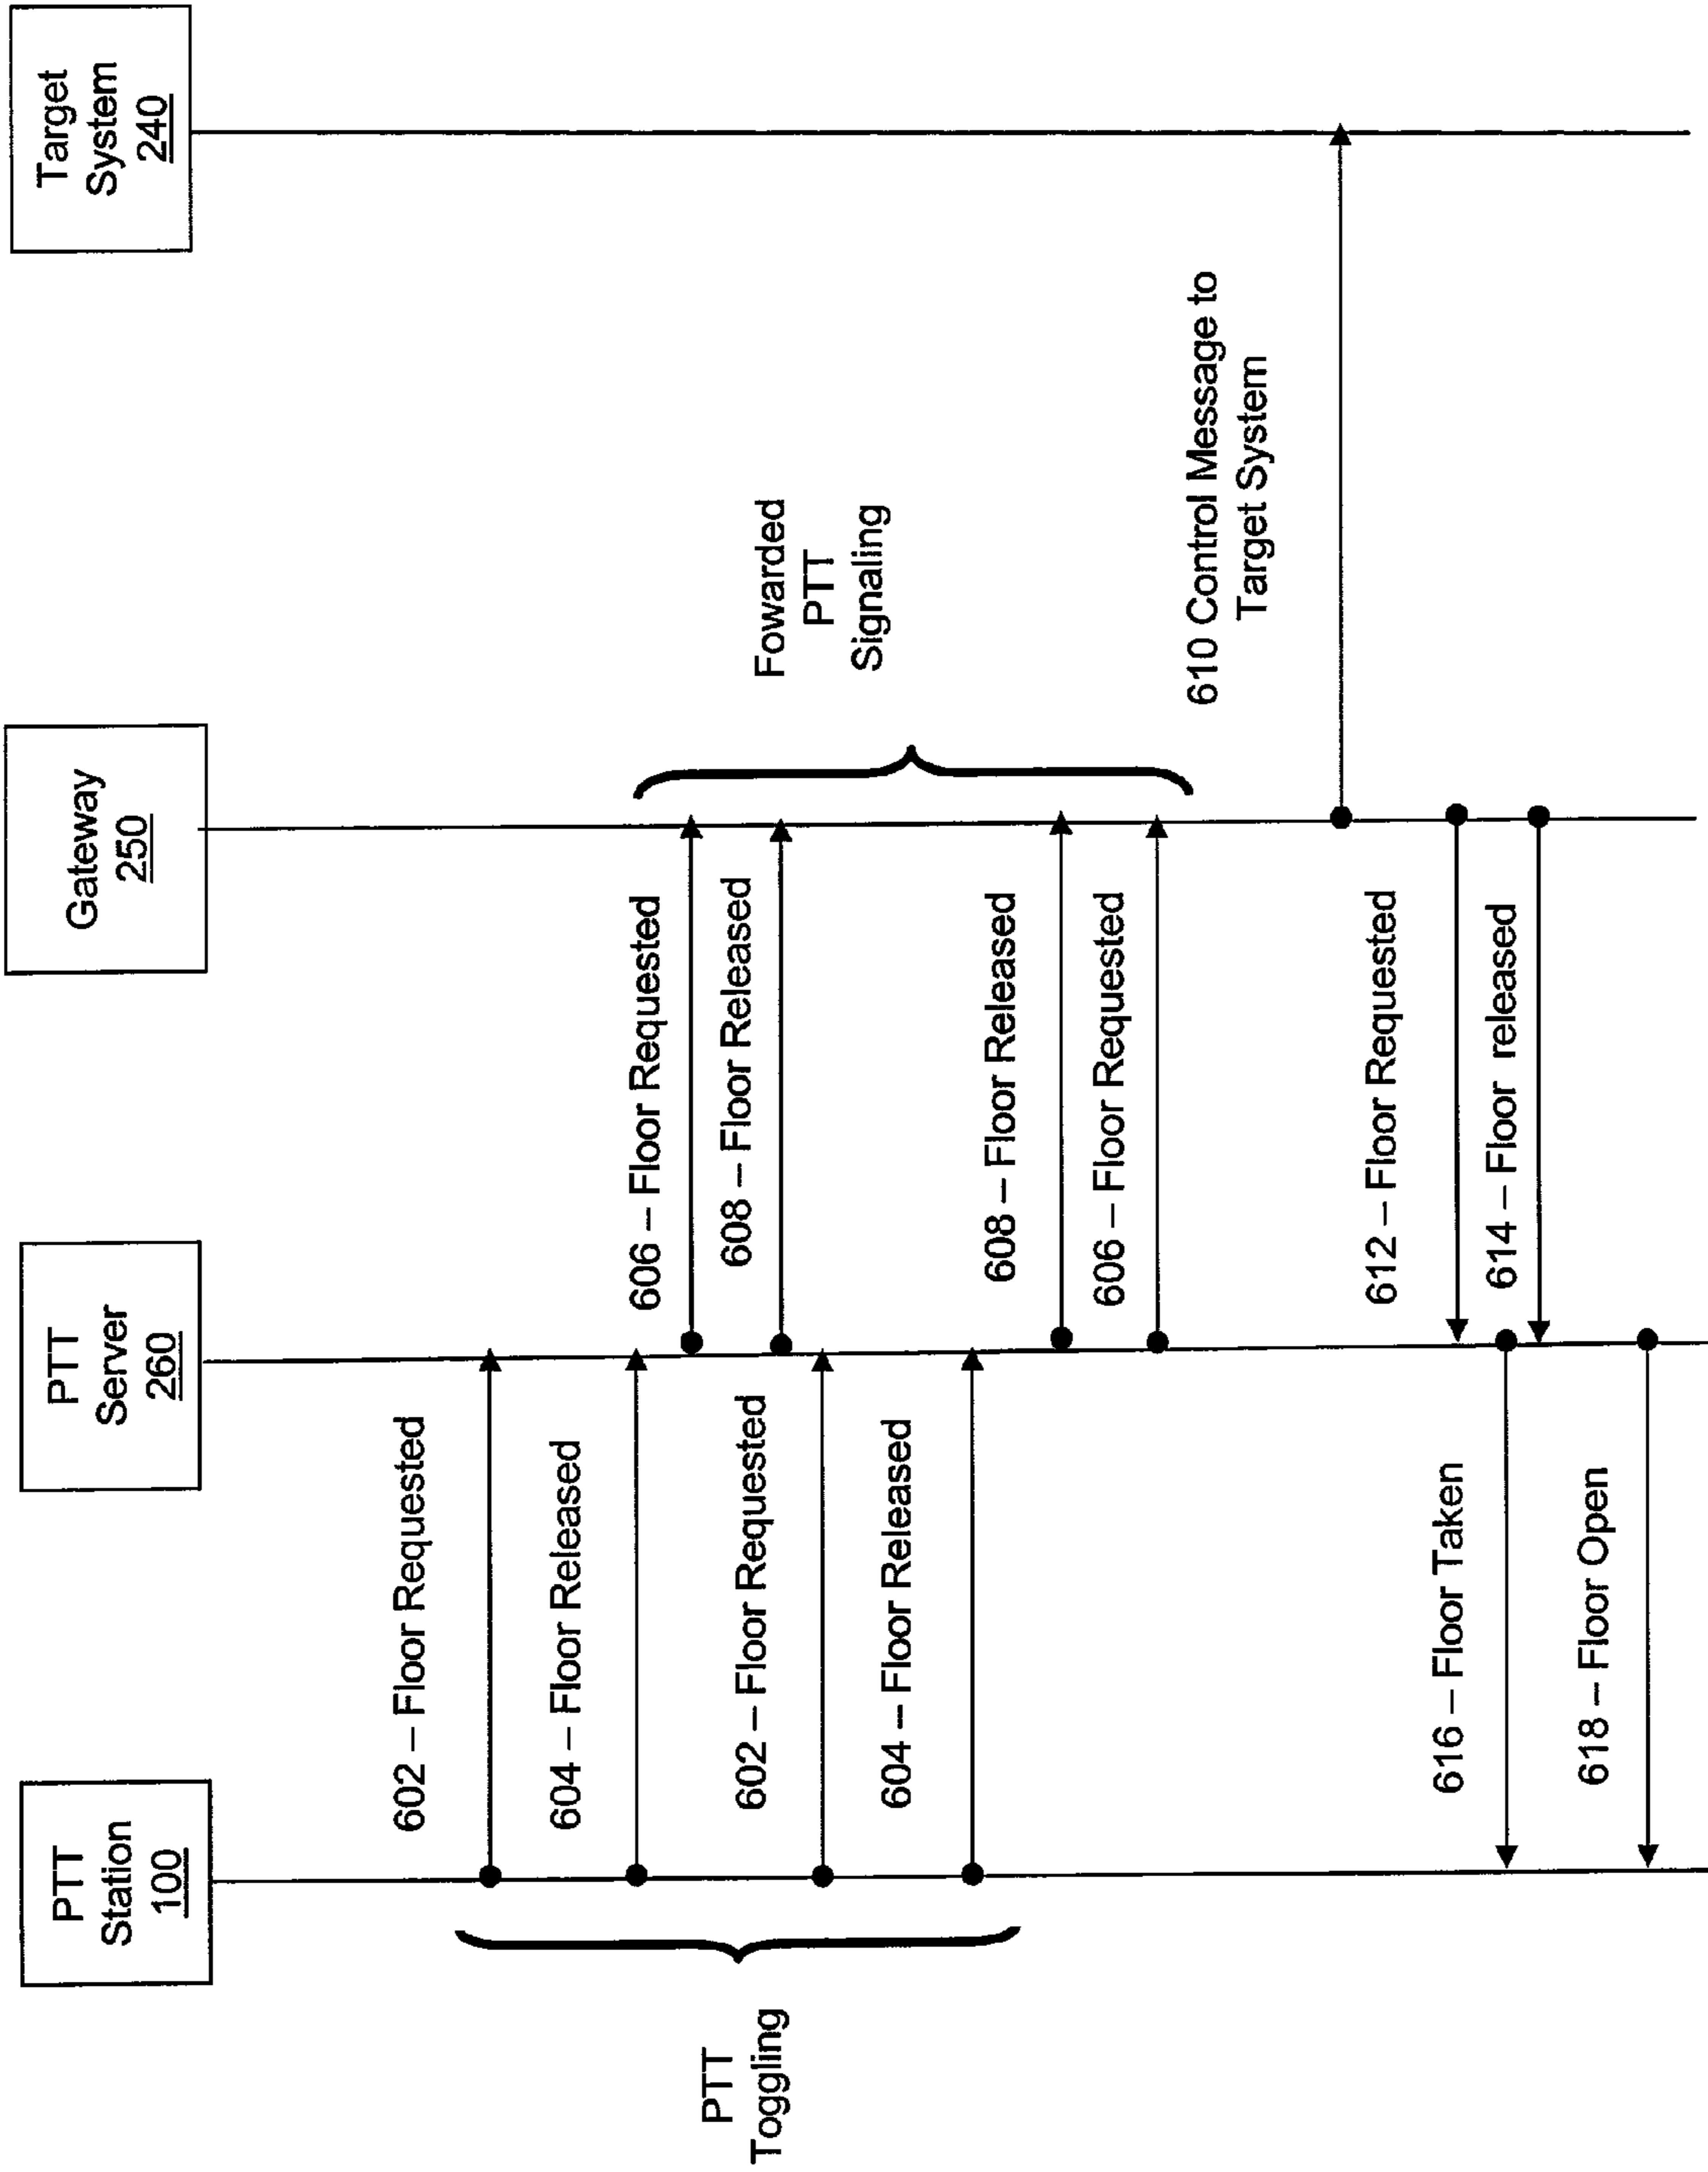 PTT
Station
100
PTT
Server
260
Gateway
250
Target
System
240
602 – Floor Requested
604 – Floor Released
606 – Floor Requested
PTT
Toggling
608 – Floor Released
602 – Floor Requested
Fowarded
PTT
Signaling
604 – Floor Released
608 – Floor Released
606 – Floor Requested
610 Control Message to
Target System
612 – Floor Requested
616 – Floor Taken
614 – Floor released
618 – Floor Open